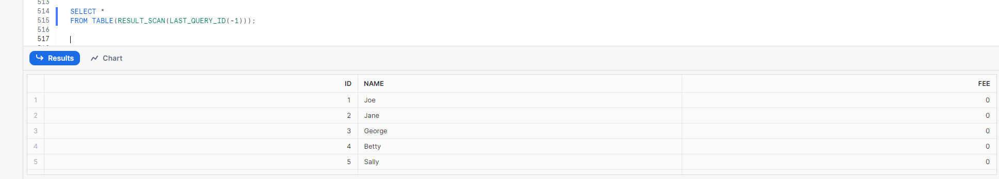 513
514 SELECT *
515 FROM TABLE(RESULT_SCAN(LAST_QUERY_ID(-1)));
516
517
Results Chart
ID NAME FEE
1 1 Joe 0
2 2 Jane 0
3 3 George 0
4 4 Betty 0
5 5 Sally 0